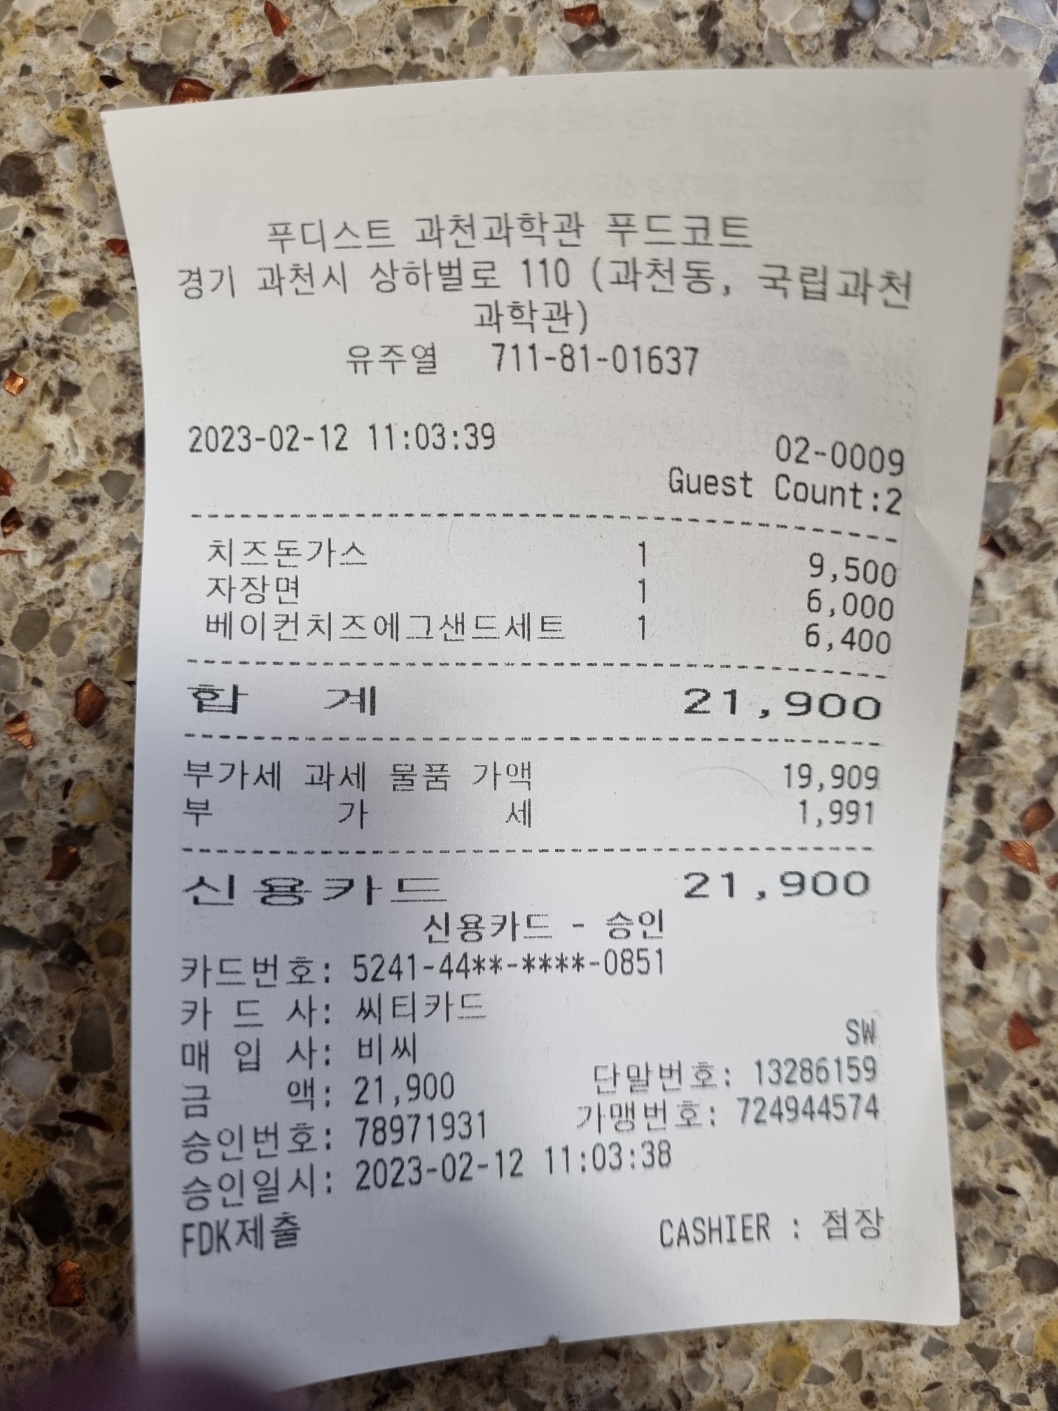 푸디스트 과천과학관 푸드코트
경기 과천시 상하벌로 110 (과천동, 국립과천
과학관)
유주열 711-81-01637
2023-02-12 11:03:39 02-0009
Guest Count:2
치즈돈가스 1 9,500
자장면 1 6,000
베이컨치즈에그샌드세트 1 6,400
합 계 21,900
부가세 과세 물품 가액 19,909
부 가 세 1,991
신용카드 21,900
신용카드 - 승인
카드번호: 5241-44**-****-0851
카 드 사: 씨티카드
매 입 사: 비씨 SW
금 액: 21,900 단말번호: 13286159
승인번호: 78971931 가맹번호: 724944574
승인일시: 2023-02-12 11:03:38
FDK제출 CASHIER : 점장